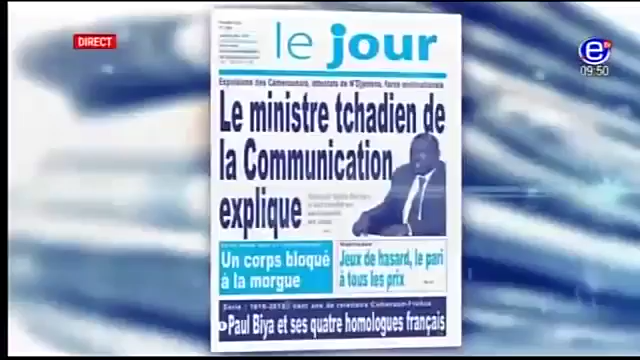 DIRECT
09:50
le jour
Expulsions des Camerounais, attentats de N'Djamena, force multinationale
Le ministre tchadien de
la Communication
explique
Un corps bloqué
à la morgue
Jeux de hasard, le pari
à tous les prix
Paul Biya et ses quatre homologues français